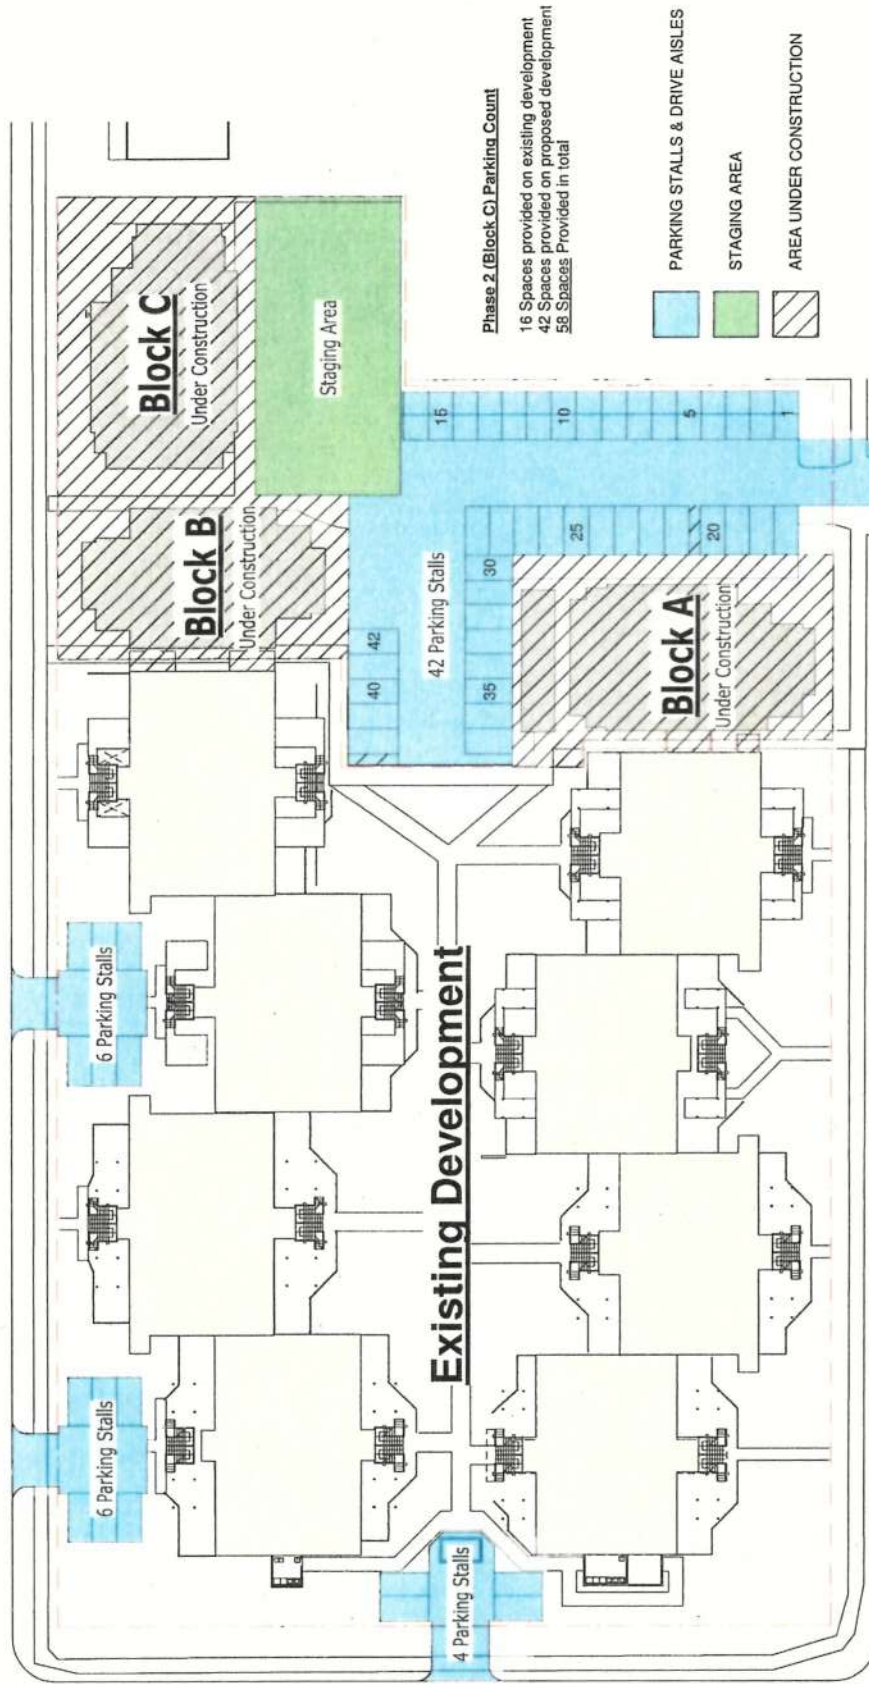 Block C
Under Construction
Staging Area
Block B
Under Construction
Phase 2 (Block C) Parking Count
16 Spaces provided on existing development
42 Spaces provided on proposed development
58 Spaces Provided in total
PARKING STALLS & DRIVE AISLES
STAGING AREA
AREA UNDER CONSTRUCTION
15
10
5
1
42 Parking Stalls
42
40
35
30
25
20
Block A
Under Construction
6 Parking Stalls
6 Parking Stalls
4 Parking Stalls
Existing Development